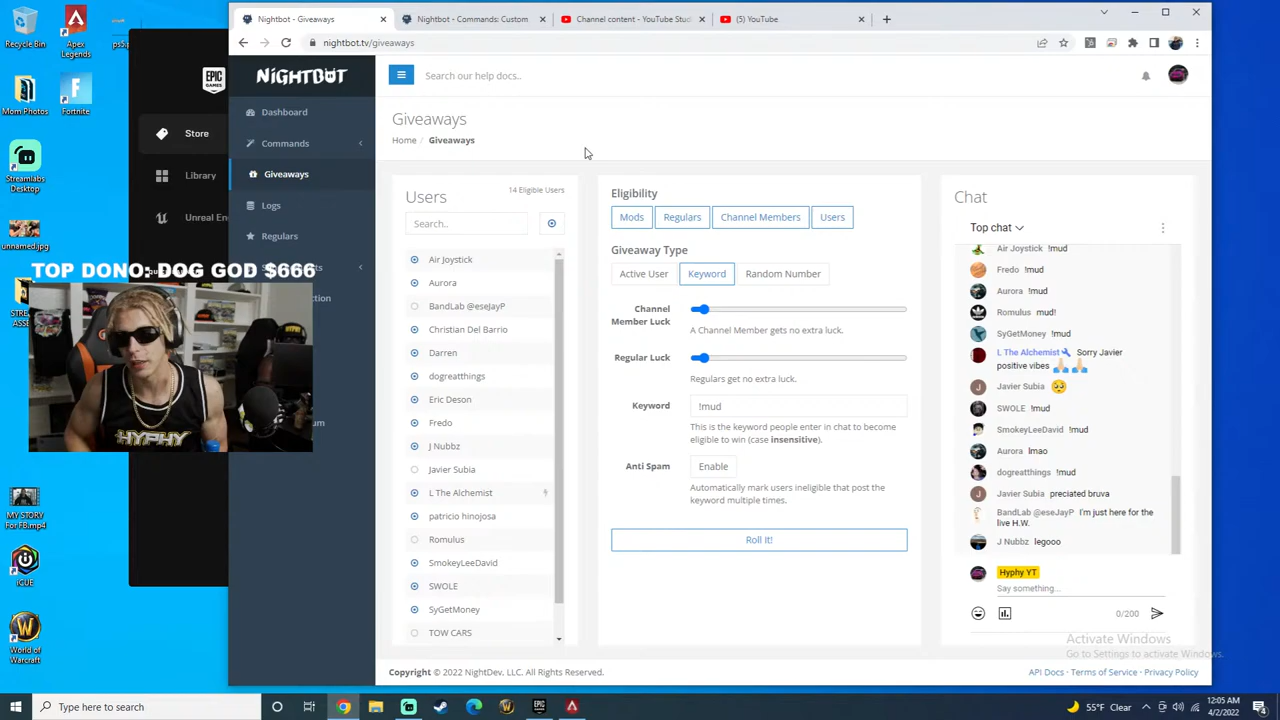 Nightbot - Giveaways
Nightbot - Commands: Custom
Channel content - YouTube Stud
(5) YouTube
nightbot.tv/giveaways
Recycle Bin
Apex Legends
ps5.j
Mom Photos
Fortnite
Streamlabs Desktop
unnamed.jpg
MY STORY For FB.mp4
iCUE
World of Warcraft
EPIC GAMES
Store
Library
Unreal En
NIGHTBOT
Dashboard
Commands
Giveaways
Logs
Regulars
TOP DONO: DOG GOD $666
HYPHY
Search our help docs..
Giveaways
Home / Giveaways
Users
14 Eligible Users
Search..
Air Joystick
Aurora
BandLab @eseJayP
Christian Del Barrio
Darren
dogreatthings
Eric Deson
Fredo
J Nubbz
Javier Subia
L The Alchemist
patricio hinojosa
Romulus
SmokeyLeeDavid
SWOLE
SyGetMoney
TOW CARS
Eligibility
Mods Regulars Channel Members Users
Giveaway Type
Active User Keyword Random Number
Channel Member Luck
A Channel Member gets no extra luck.
Regular Luck
Regulars get no extra luck.
Keyword
!mud
This is the keyword people enter in chat to become
eligible to win (case insensitive).
Anti Spam
Enable
Automatically mark users ineligible that post the
keyword multiple times.
Roll It!
Chat
Top chat
Air Joystick !mud
Fredo !mud
Aurora !mud
Romulus mud!
SyGetMoney !mud
L The Alchemist Sorry Javier
positive vibes 🙏🏻 🙏🏻
Javier Subia 🥺
SWOLE !mud
SmokeyLeeDavid !mud
Aurora lmao
dogreatthings !mud
Javier Subia preciated bruva
BandLab @eseJayP I'm just here for the
live H.W.
J Nubbz legooo
Hyphy YT
Say something...
0/200
Activate Windows
Go to Settings to activate Windows.
Copyright © 2022 NightDev, LLC. All Rights Reserved.
API Docs - Terms of Service - Privacy Policy
Type here to search
55°F Clear
12:05 AM
4/2/2022
4